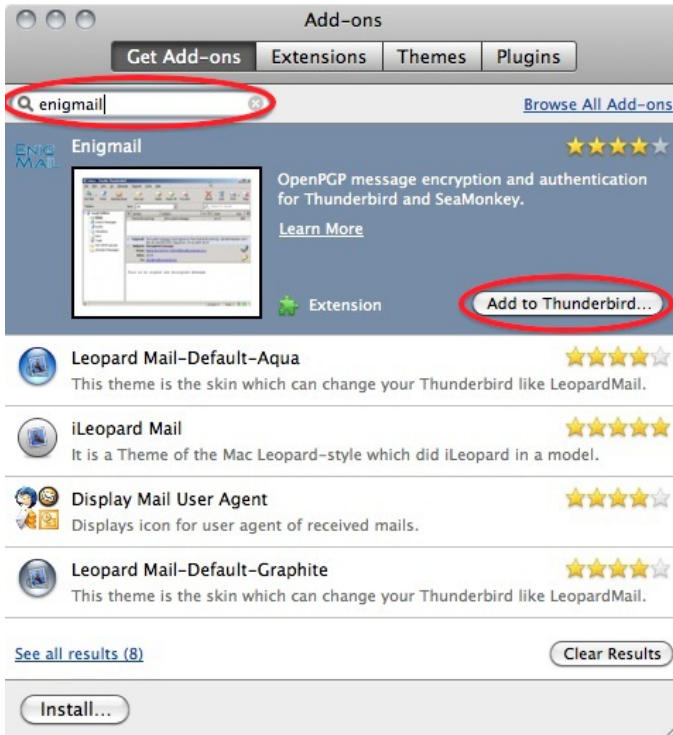 Add-ons
Get Add-ons Extensions Themes Plugins
enigmail Browse All Add-ons
ENIG
MAIL
Enigmail
OpenPGP message encryption and authentication
for Thunderbird and SeaMonkey.
Learn More
Extension Add to Thunderbird...
Leopard Mail-Default-Aqua
This theme is the skin which can change your Thunderbird like LeopardMail.
iLeopard Mail
It is a Theme of the Mac Leopard-style which did iLeopard in a model.
Display Mail User Agent
Displays icon for user agent of received mails.
Leopard Mail-Default-Graphite
This theme is the skin which can change your Thunderbird like LeopardMail.
See all results (8) Clear Results
Install...